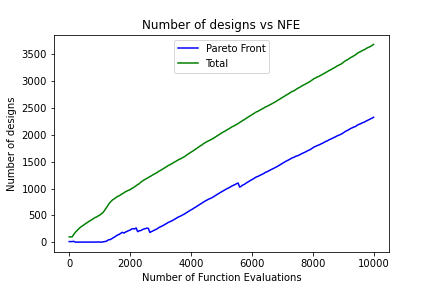 Number of designs vs NFE
Pareto Front
Total
Number of designs
3500
3000
2500
2000
1500
1000
500
0
0 2000 4000 6000 8000 10000
Number of Function Evaluations